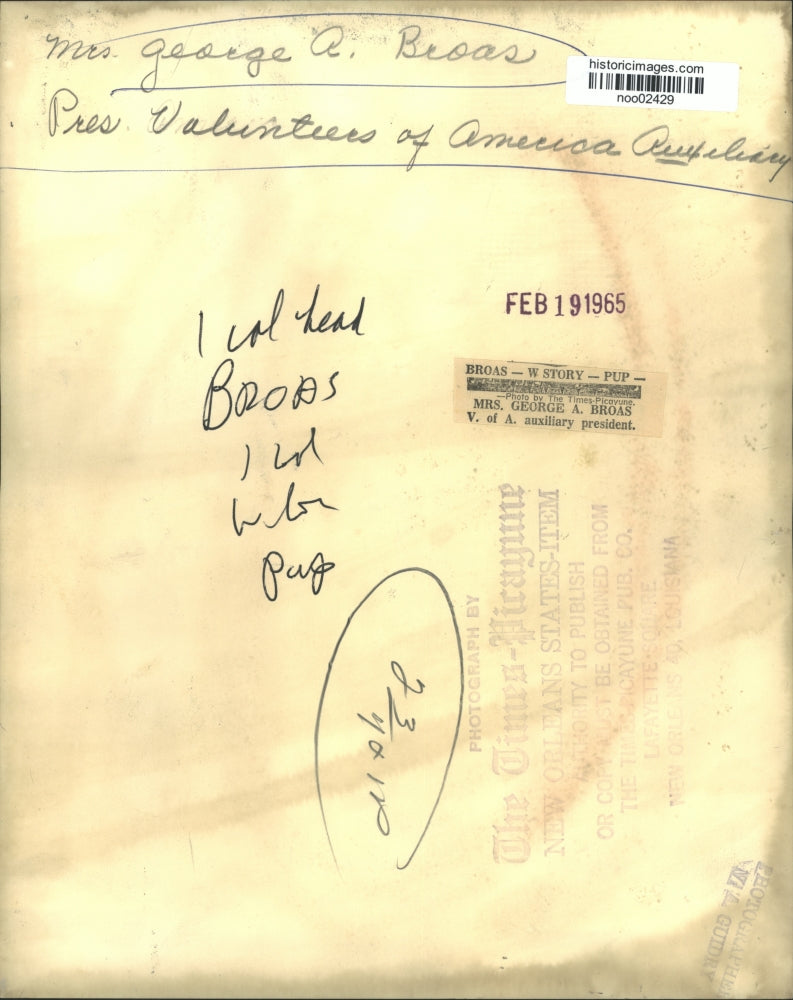 Mrs. George A. Broas
historicimages.com
noo02429
Pres. Volunteers of America Auxiliary
1 col head
BROAS
1 col
Pup
FEB 19 1965
BROAS — W STORY — PUP —
—Photo by The Times-Picayune.
MRS. GEORGE A. BROAS
V. of A. auxiliary president.
PHOTOGRAPH BY
The Times-Picayune
NEW ORLEANS STATES-ITEM
AUTHORITY TO PUBLISH
OR COPY MUST BE OBTAINED FROM
THE TIMES-PICAYUNE PUB. CO.
LAFAYETTE SQUARE
NEW ORLEANS 40, LOUISIANA
PHOTOGRAPHER
GUIDRY